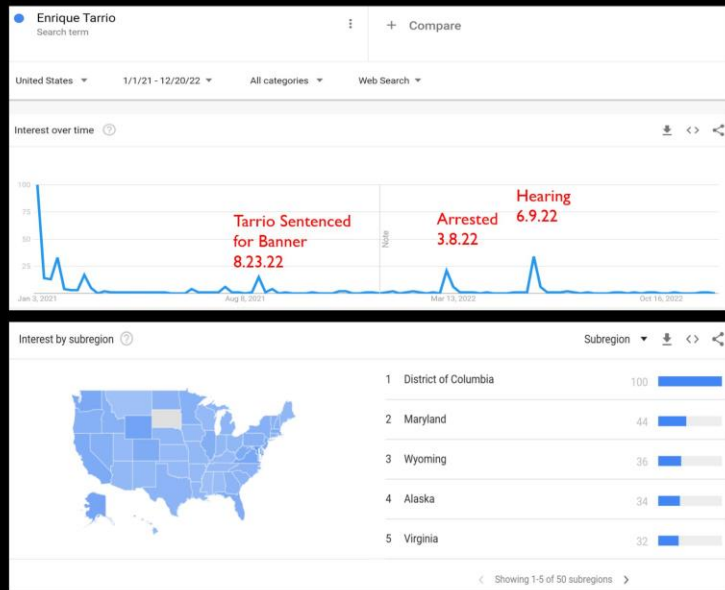 Enrique Tarrio
Search term
+ Compare
United States
1/1/21 - 12/20/22
All categories
Web Search
Interest over time
100
75
50
25
Tarrio Sentenced
for Banner
8.23.22
Note
Arrested
3.8.22
Hearing
6.9.22
Jan 3, 2021
Aug 8, 2021
Mar 13, 2022
Oct 16, 2022
Interest by subregion
Subregion
1 District of Columbia 100
2 Maryland 44
3 Wyoming 36
4 Alaska 34
5 Virginia 32
Showing 1-5 of 50 subregions